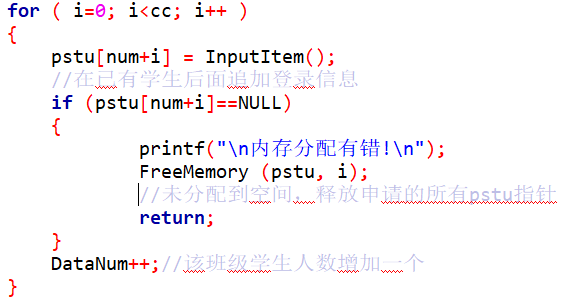 for ( i=0; i<cc; i++ )
{
pstu[num+i] = InputItem();
//在已有学生后面追加登录信息
if (pstu[num+i]==NULL)
{
printf("\n内存分配有错!\n");
FreeMemory (pstu, i);
//未分配到空间，释放申请的所有pstu指针
return;
}
DataNum++;//该班级学生人数增加一个
}